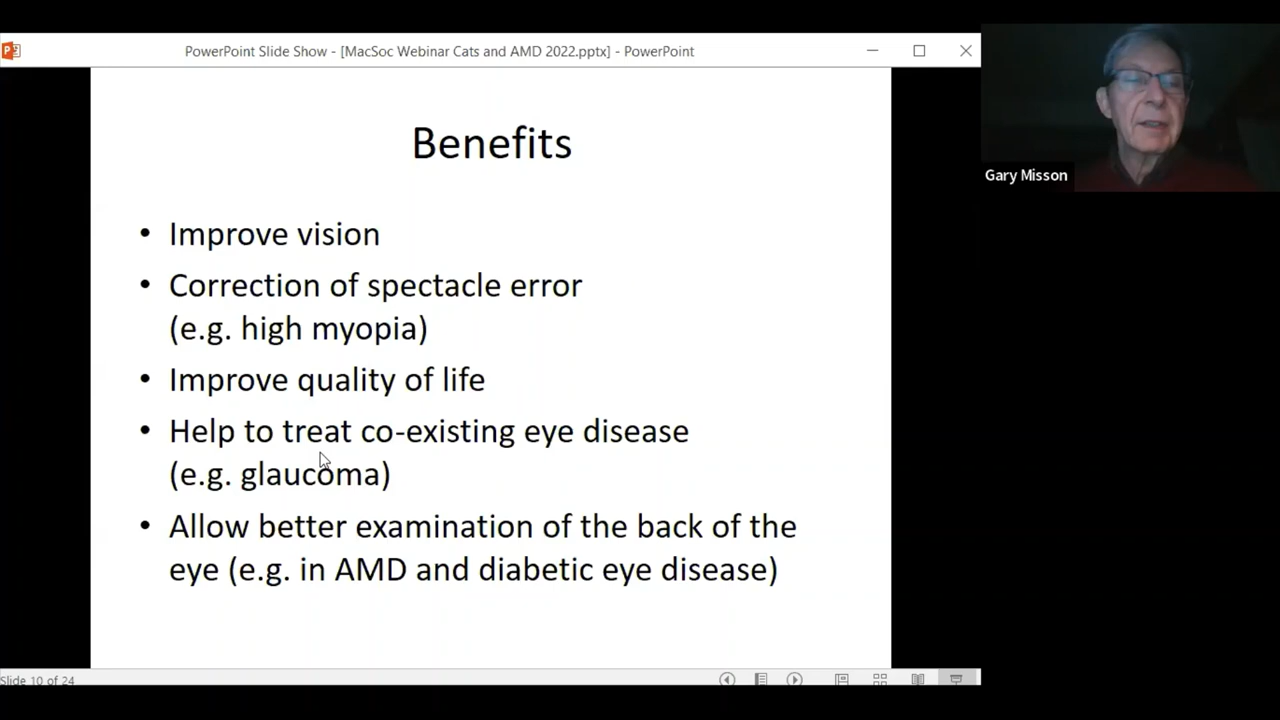 PowerPoint Slide Show - [MacSoc Webinar Cats and AMD 2022.pptx] - PowerPoint
Gary Misson
Benefits
• Improve vision
• Correction of spectacle error
(e.g. high myopia)
• Improve quality of life
• Help to treat co-existing eye disease
(e.g. glaucoma)
• Allow better examination of the back of the
eye (e.g. in AMD and diabetic eye disease)
Slide 10 of 24